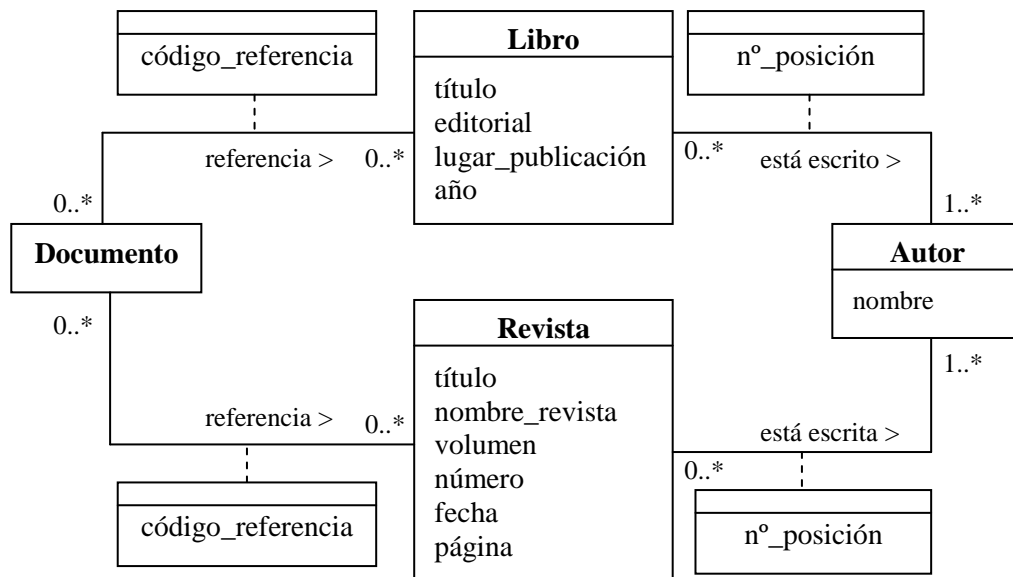 código_referencia
Libro
nº_posición
título
editorial
lugar_publicación
año
referencia >
0..*
0..*
está escrito >
0..*
1..*
Documento
Autor
nombre
0..*
Revista
1..*
título
nombre_revista
volumen
número
fecha
página
referencia >
0..*
está escrita >
0..*
código_referencia
nº_posición